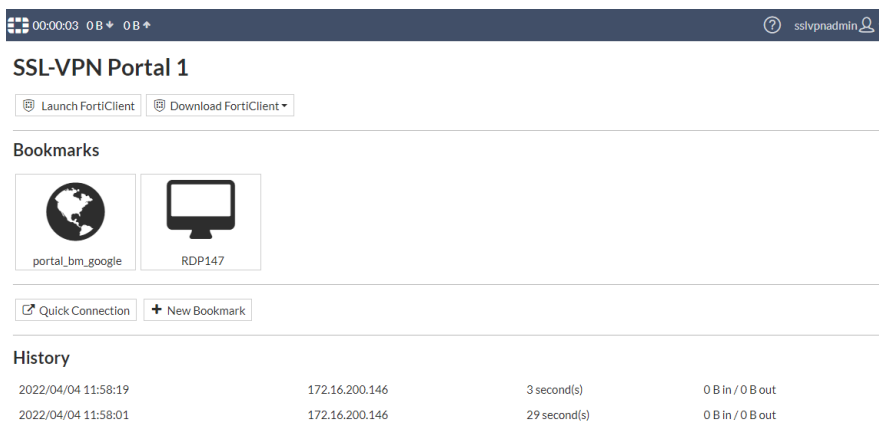 00:00:03 0 B 0 B sslvpnadmin
SSL-VPN Portal 1
Launch FortiClient Download FortiClient
Bookmarks
portal_bm_google RDP147
Quick Connection New Bookmark
History
2022/04/04 11:58:19 172.16.200.146 3 second(s) 0 B in / 0 B out
2022/04/04 11:58:01 172.16.200.146 29 second(s) 0 B in / 0 B out